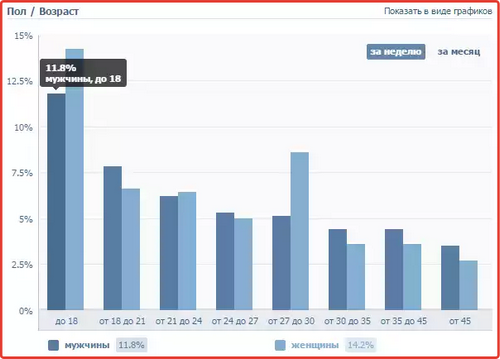 Пол / Возраст Показать в виде графиков
15%
за неделю за месяц
11.8%
мужчины, до 18
12.5%
10%
7.5%
5%
2.5%
0%
до 18 от 18 до 21 от 21 до 24 от 24 до 27 от 27 до 30 от 30 до 35 от 35 до 45 от 45
мужчины 11.8% женщины 14.2%